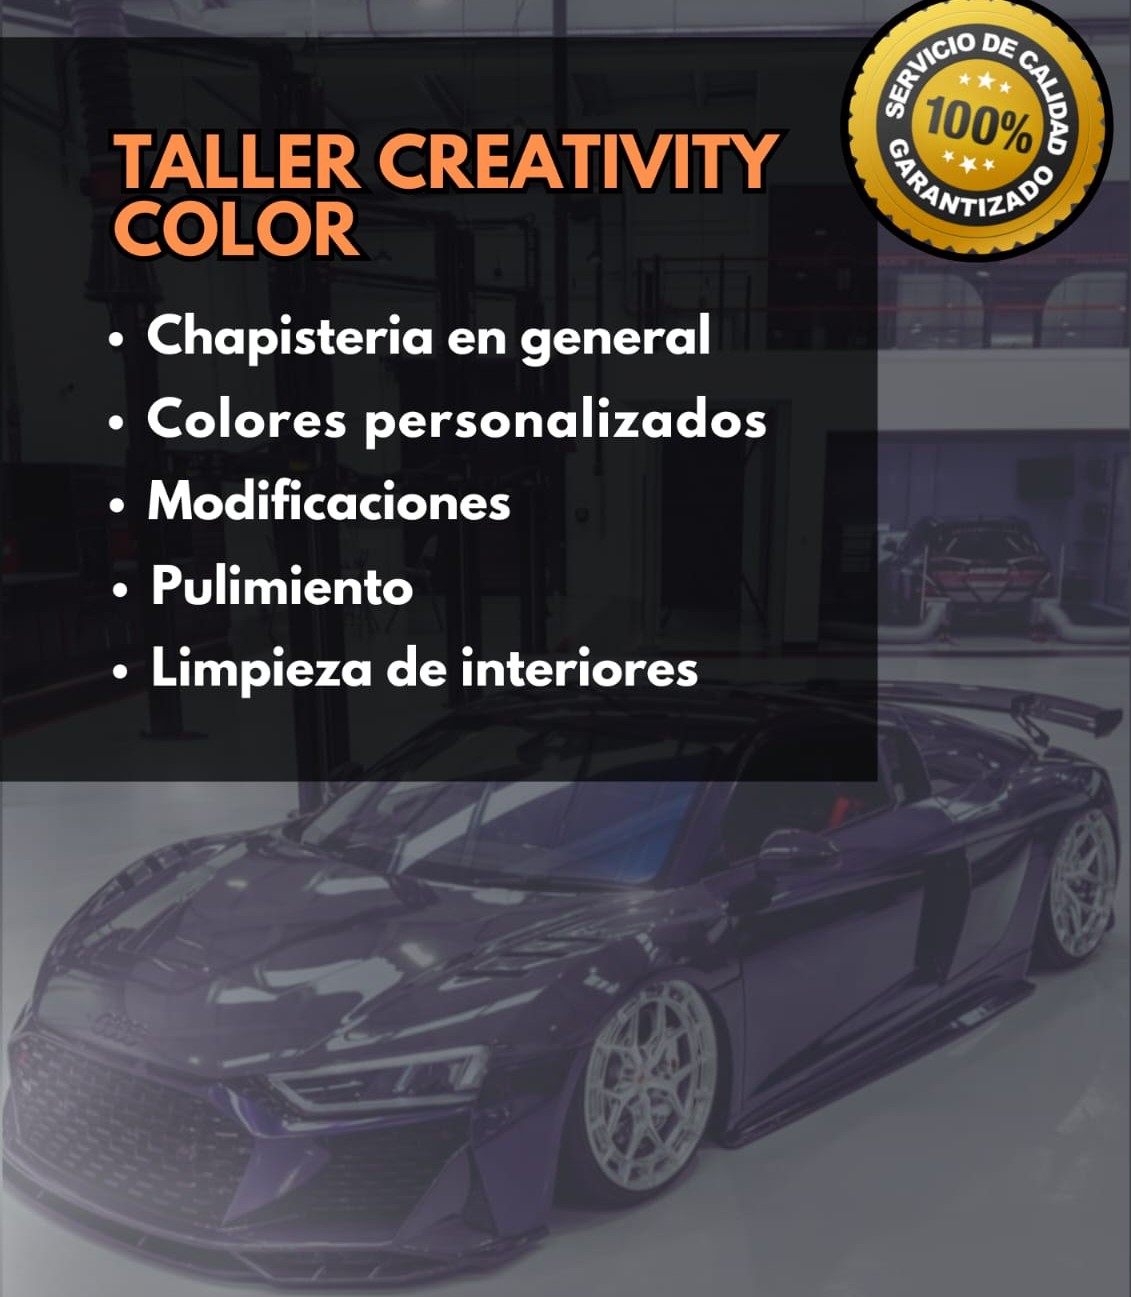 SERVICIO DE CALIDAD
100%
GARANTIZADO
TALLER CREATIVITY
COLOR
• Chapisteria en general
• Colores personalizados
• Modificaciones
• Pulimiento
• Limpieza de interiores